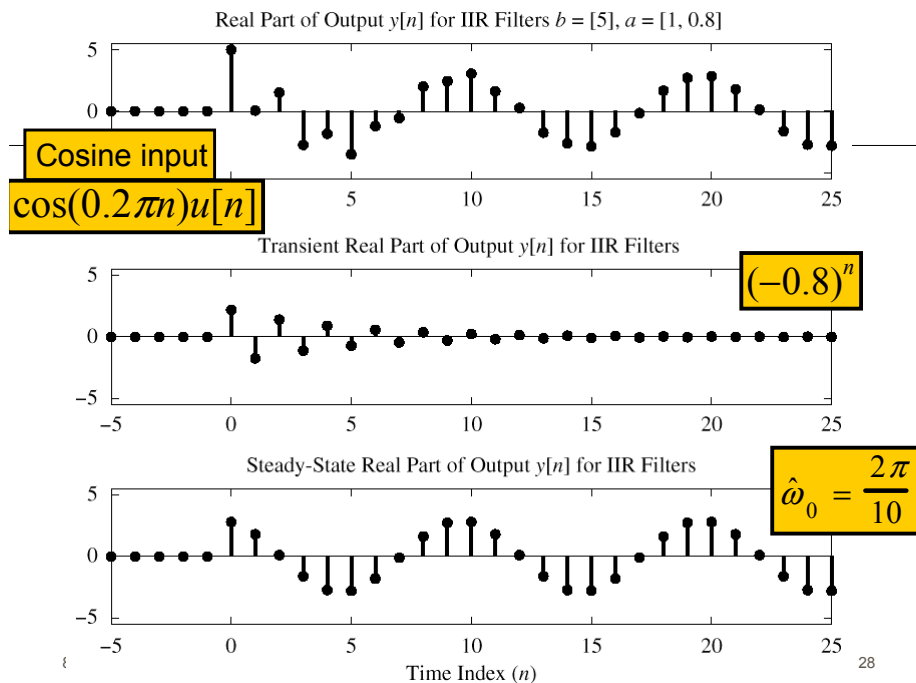 Real Part of Output y[n] for IIR Filters b = [5], a = [1, 0.8]
5
0
Cosine input
cos(0.2πn)u[n]
0 5 10 15 20 25
Transient Real Part of Output y[n] for IIR Filters
(−0.8)ⁿ
5
0
−5
−5 0 5 10 15 20 25
Steady-State Real Part of Output y[n] for IIR Filters
ω̂₀ = 2π/10
5
0
−5
−5 0 5 10 15 20 25
Time Index (n)
28